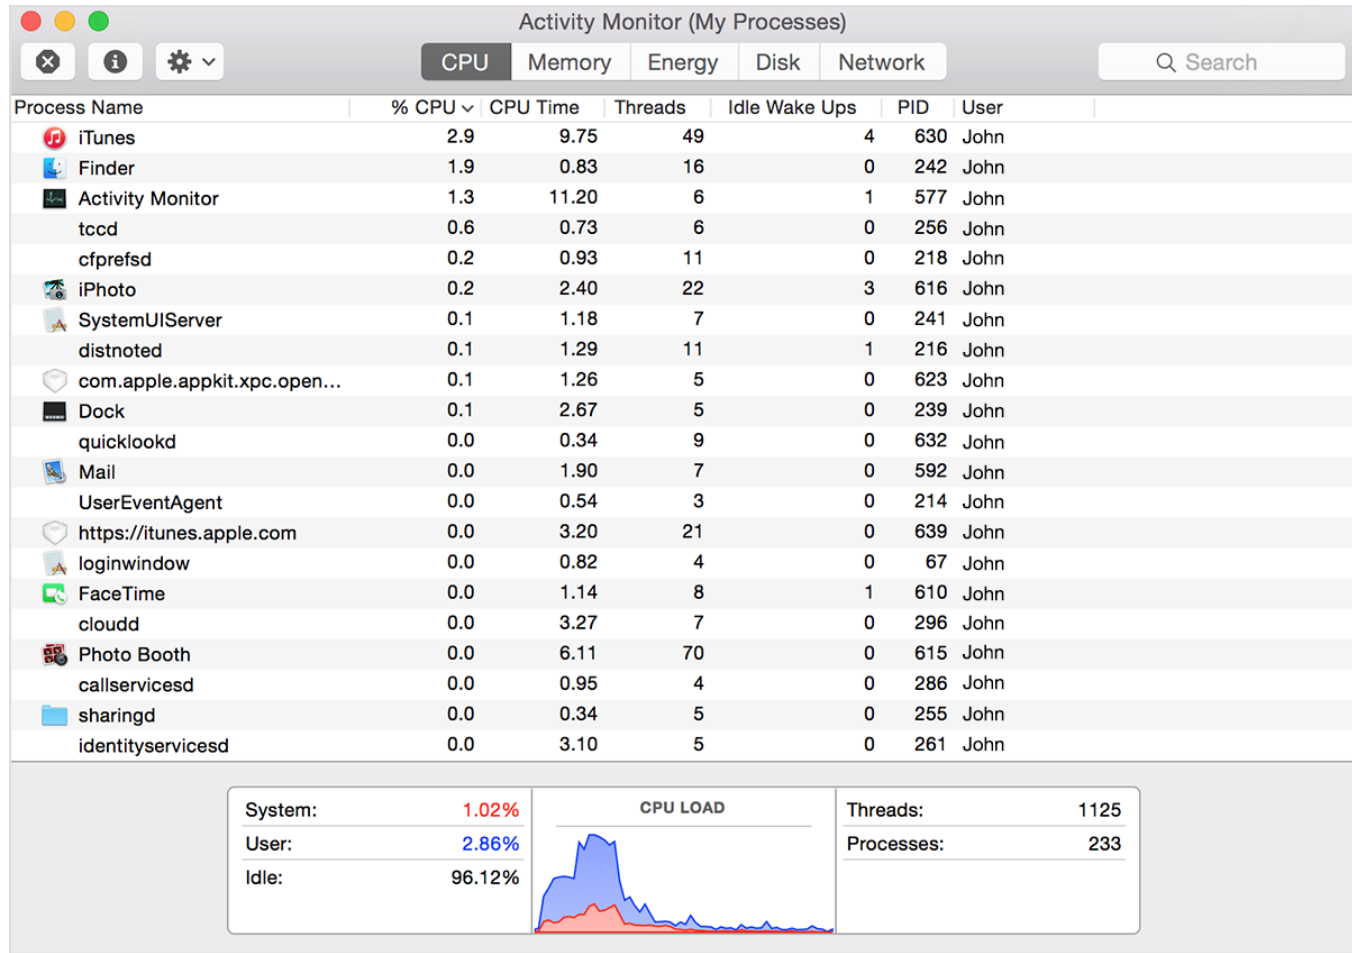 Activity Monitor (My Processes)
CPU Memory Energy Disk Network Search
Process Name % CPU CPU Time Threads Idle Wake Ups PID User
iTunes 2.9 9.75 49 4 630 John
Finder 1.9 0.83 16 0 242 John
Activity Monitor 1.3 11.20 6 1 577 John
tccd 0.6 0.73 6 0 256 John
cfprefsd 0.2 0.93 11 0 218 John
iPhoto 0.2 2.40 22 3 616 John
SystemUIServer 0.1 1.18 7 0 241 John
distnoted 0.1 1.29 11 1 216 John
com.apple.appkit.xpc.open... 0.1 1.26 5 0 623 John
Dock 0.1 2.67 5 0 239 John
quicklookd 0.0 0.34 9 0 632 John
Mail 0.0 1.90 7 0 592 John
UserEventAgent 0.0 0.54 3 0 214 John
https://itunes.apple.com 0.0 3.20 21 0 639 John
loginwindow 0.0 0.82 4 0 67 John
FaceTime 0.0 1.14 8 1 610 John
cloudd 0.0 3.27 7 0 296 John
Photo Booth 0.0 6.11 70 0 615 John
callservicesd 0.0 0.95 4 0 286 John
sharingd 0.0 0.34 5 0 255 John
identityservicesd 0.0 3.10 5 0 261 John
System: 1.02% CPU LOAD Threads: 1125
User: 2.86% Processes: 233
Idle: 96.12%